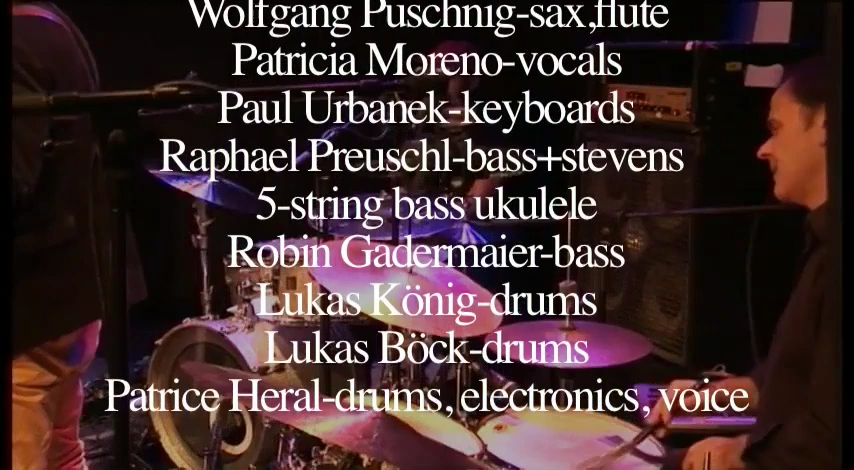 Wolfgang Puschnig-sax,flute
Patricia Moreno-vocals
Paul Urbanek-keyboards
Raphael Preuschl-bass+stevens
5-string bass ukulele
Robin Gadermaier-bass
Lukas König-drums
Lukas Böck-drums
Patrice Heral-drums, electronics, voice